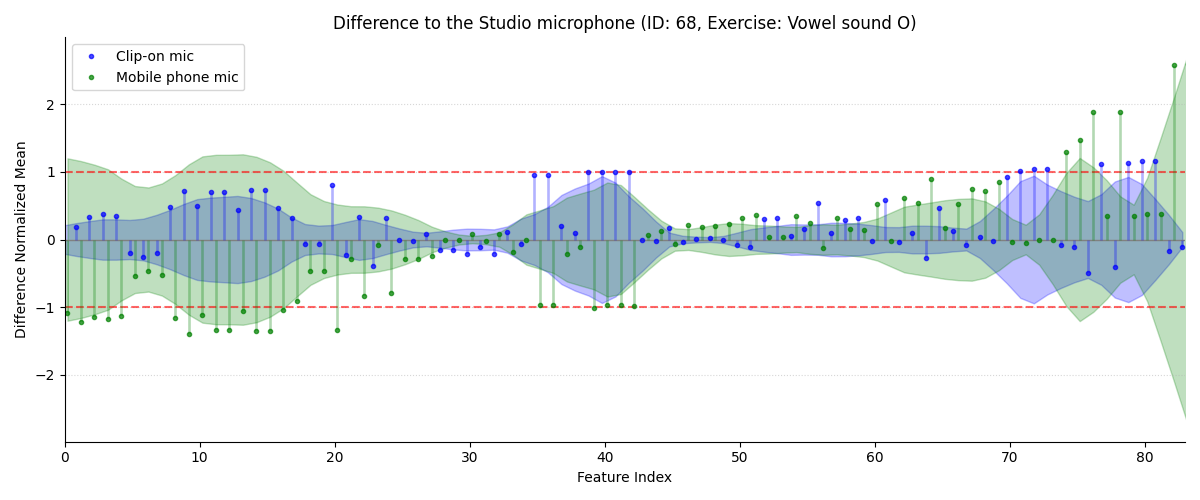 Difference to the Studio microphone (ID: 68, Exercise: Vowel sound O)
Clip-on mic
Mobile phone mic
Difference Normalized Mean
2
1
0
−1
−2
0 10 20 30 40 50 60 70 80
Feature Index